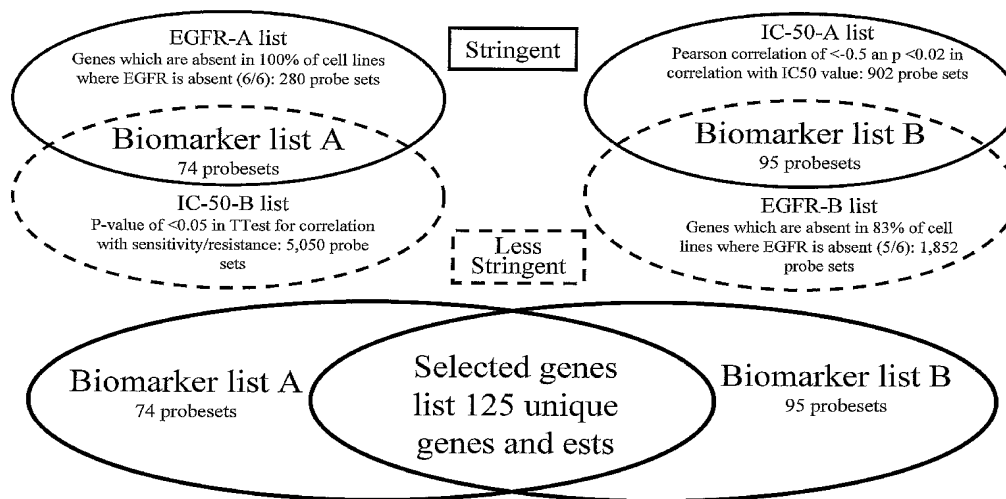 EGFR-A list
Genes which are absent in 100% of cell lines
where EGFR is absent (6/6): 280 probe sets
Biomarker list A
74 probesets
IC-50-B list
P-value of <0.05 in TTest for correlation
with sensitivity/resistance: 5,050 probe
sets
Stringent
Less
Stringent
IC-50-A list
Pearson correlation of <-0.5 an p <0.02 in
correlation with IC50 value: 902 probe sets
Biomarker list B
95 probesets
EGFR-B list
Genes which are absent in 83% of cell
lines where EGFR is absent (5/6): 1,852
probe sets
Biomarker list A
74 probesets
Selected genes
list 125 unique
genes and ests
Biomarker list B
95 probesets